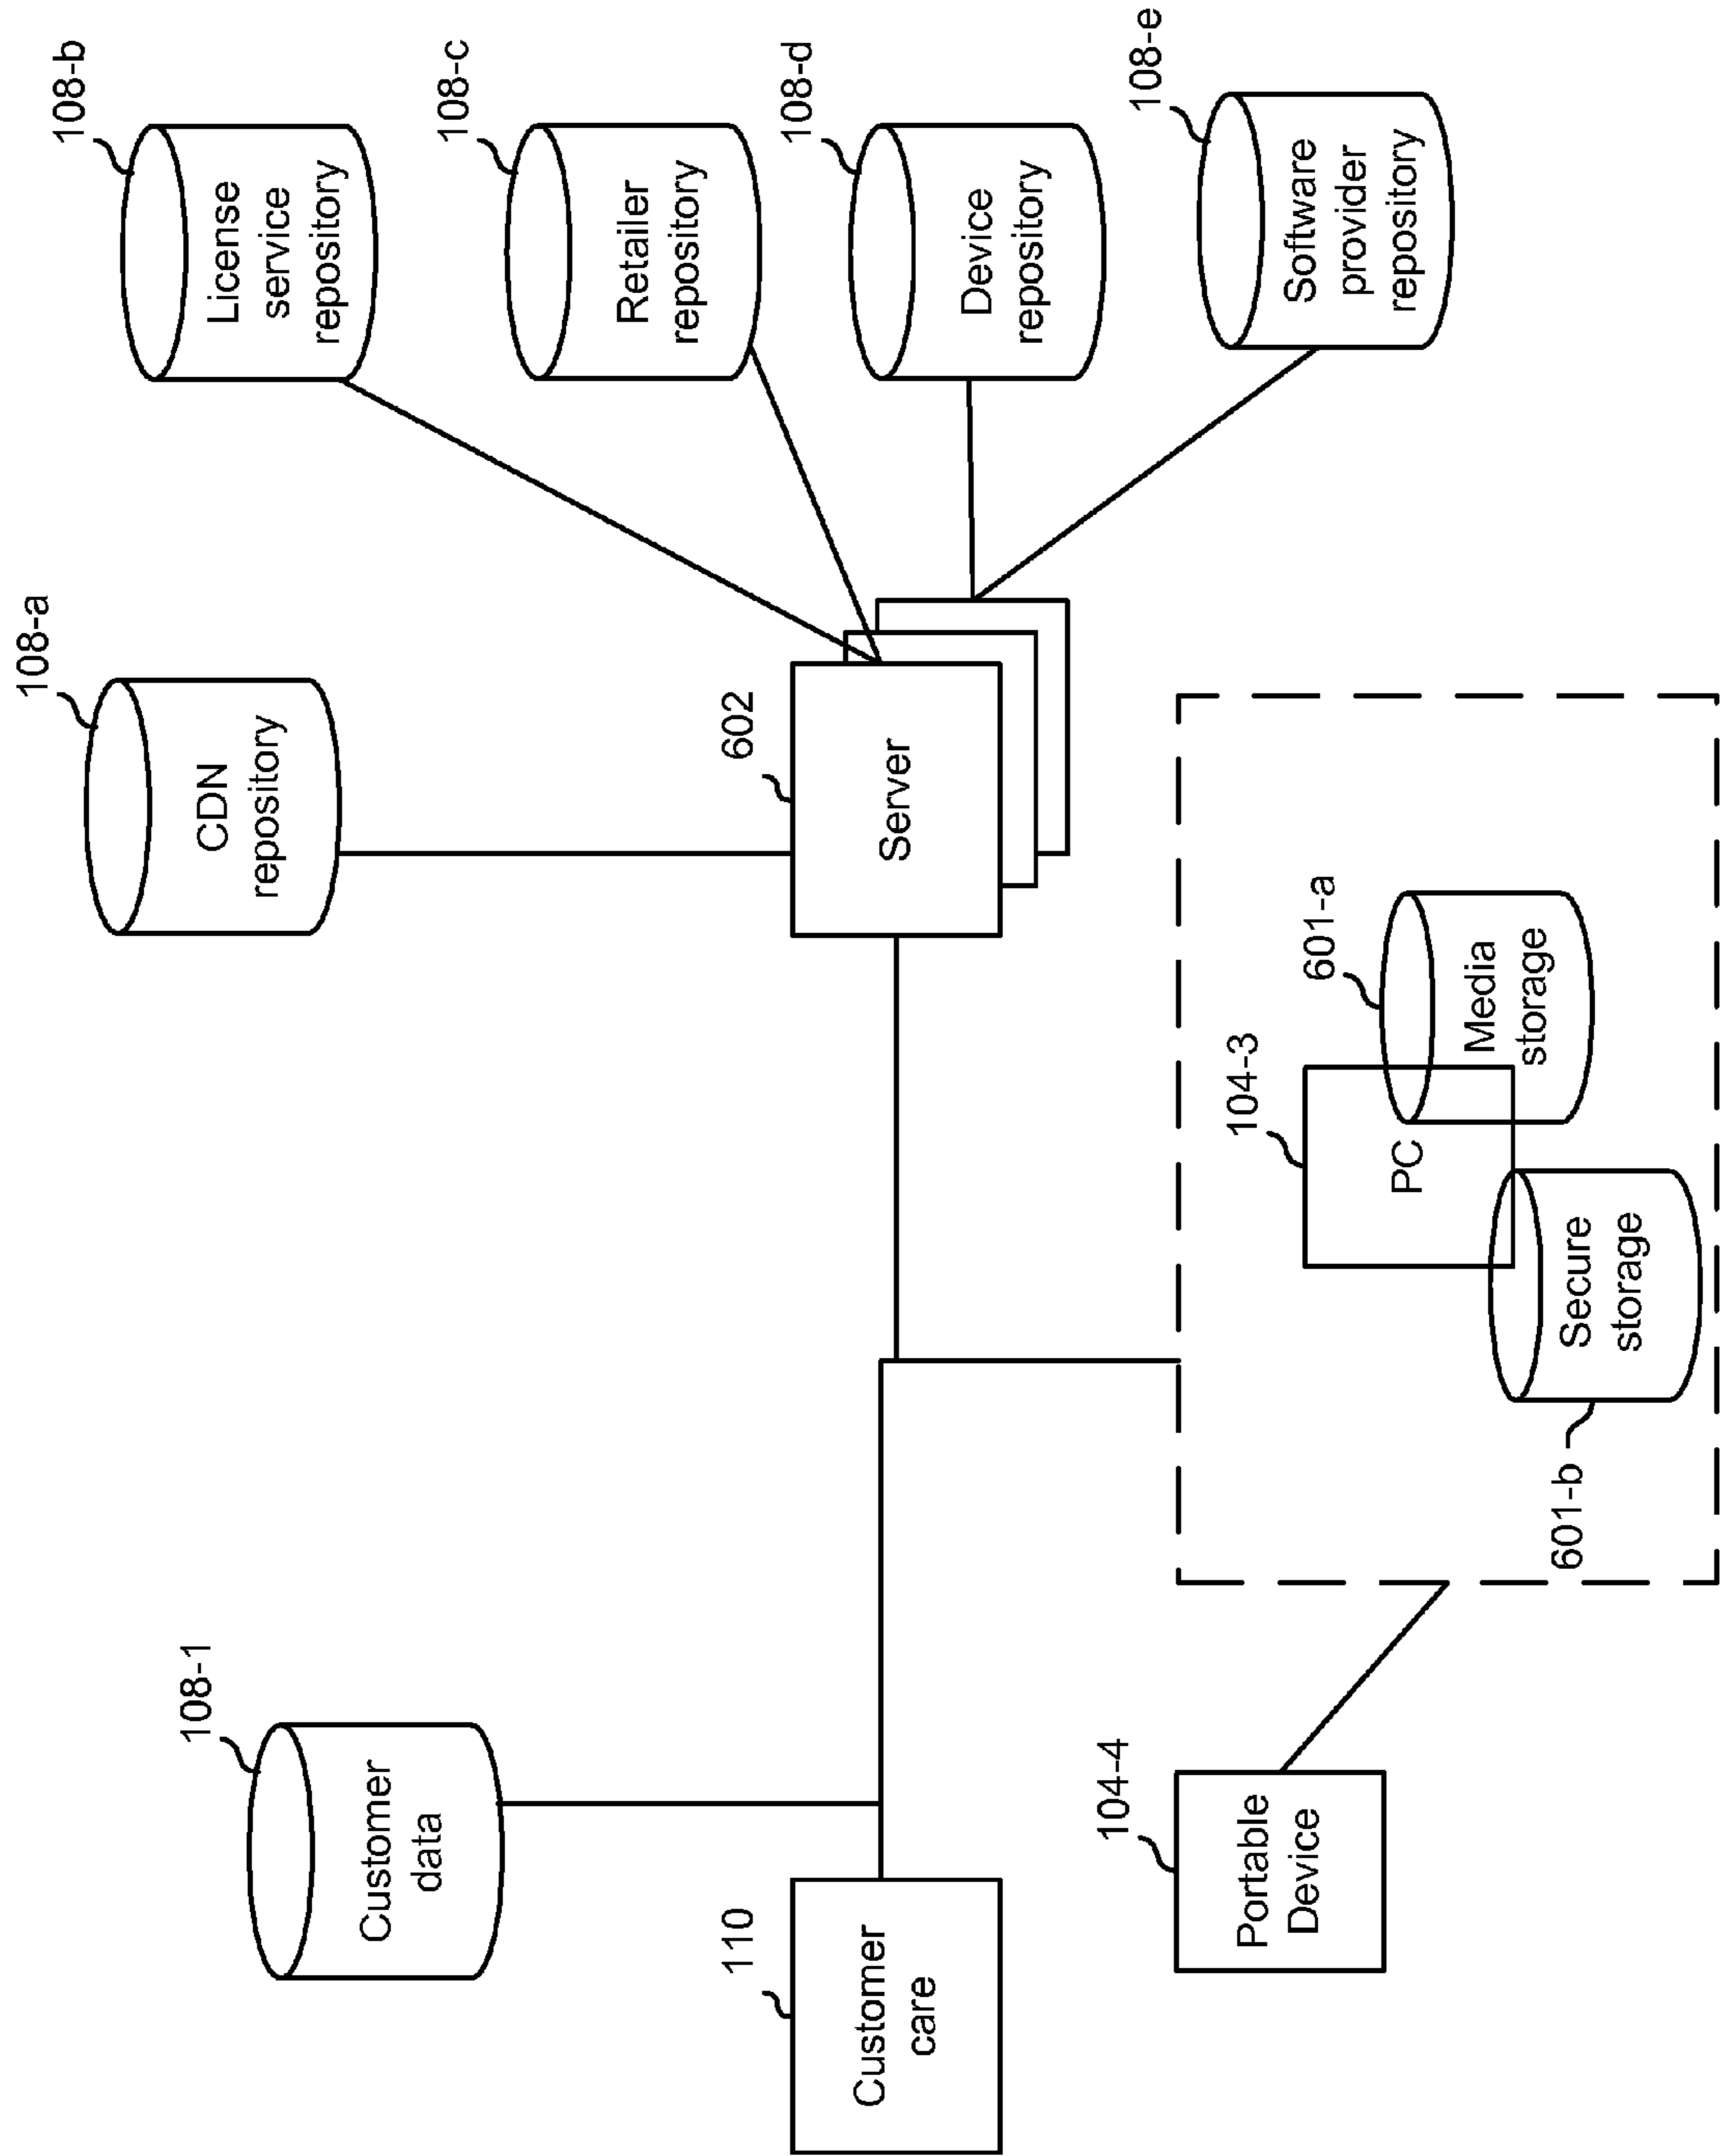 108-a
CDN
repository
108-b
License
service
repository
108-c
Retailer
repository
108-d
Device
repository
108-e
Software
provider
repository
602
Server
108-1
Customer
data
110
Customer
care
104-4
Portable
Device
104-3
PC
601-a
Media
storage
601-b
Secure
storage